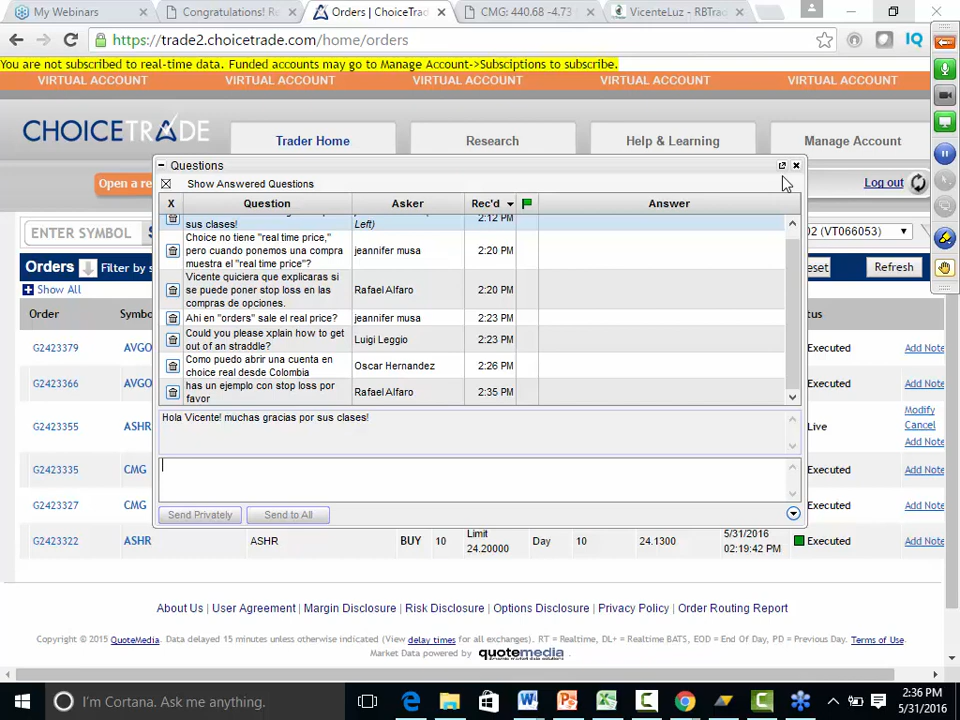 My Webinars
Congratulations! Re
Orders | ChoiceTrad
CMG: 440.68 -4.73
VicenteLuz - RBTrad
https://trade2.choicetrade.com/home/orders
You are not subscribed to real-time data. Funded accounts may go to Manage Account->Subsciptions to subscribe.
VIRTUAL ACCOUNT VIRTUAL ACCOUNT VIRTUAL ACCOUNT VIRTUAL ACCOUNT VIRTUAL ACCOUNT
CHOICETRADE
Trader Home Research Help & Learning Manage Account
Questions
Show Answered Questions
Open a re
Log out
X Question Asker Rec'd Answer
sus clases! Left) 2:12 PM
Choice no tiene "real time price,"
pero cuando ponemos una compra jeannifer musa 2:20 PM
muestra el "real time price"?
Vicente quiciera que explicaras si
se puede poner stop loss en las Rafael Alfaro 2:20 PM
compras de opciones.
Ahi en "orders" sale el real price? jeannifer musa 2:23 PM
Could you please xplain how to get
out of an straddle? Luigi Leggio 2:23 PM
Como puedo abrir una cuenta en
choice real desde Colombia Oscar Hernandez 2:26 PM
has un ejemplo con stop loss por
favor Rafael Alfaro 2:35 PM
Hola Vicente! muchas gracias por sus clases!
Send Privately Send to All
ENTER SYMBOL S
02 (VT066053)
Orders Filter by s
eset Refresh
Show All
Order Symbo tus
G2423379 AVGO Executed Add Note
G2423366 AVGO Executed Add Note
G2423355 ASHR Live Modify
Cancel
Add Note
G2423335 CMG Executed Add Note
G2423327 CMG Executed Add Note
G2423322 ASHR ASHR BUY 10 Limit
24.20000 Day 10 24.1300 5/31/2016
02:19:42 PM Executed Add Note
About Us | User Agreement | Margin Disclosure | Risk Disclosure | Options Disclosure | Privacy Policy | Order Routing Report
Copyright © 2015 QuoteMedia. Data delayed 15 minutes unless otherwise indicated (View delay times for all exchanges). RT = Realtime, DL+ = Realtime BATS, EOD = End Of Day, PD = Previous Day. Terms of Use.
Market Data powered by quotemedia
I'm Cortana. Ask me anything.
2:36 PM
5/31/2016